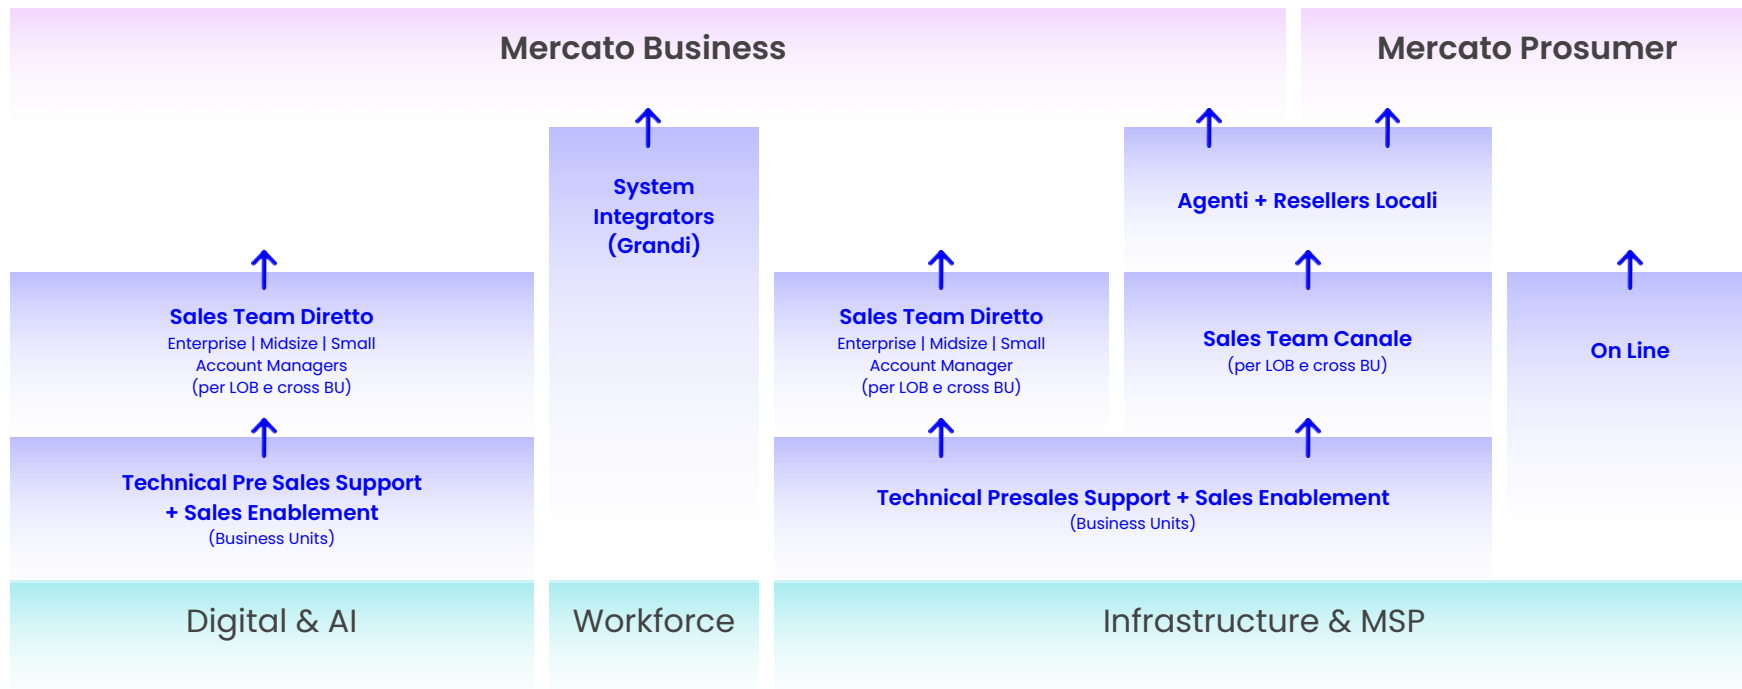 Mercato Business
Mercato Prosumer
System
Integrators
(Grandi)
Agenti + Resellers Locali
Sales Team Diretto
Enterprise | Midsize | Small
Account Managers
(per LOB e cross BU)
Sales Team Diretto
Enterprise | Midsize | Small
Account Manager
(per LOB e cross BU)
Sales Team Canale
(per LOB e cross BU)
On Line
Technical Pre Sales Support
+ Sales Enablement
(Business Units)
Technical Presales Support + Sales Enablement
(Business Units)
Digital & AI
Workforce
Infrastructure & MSP